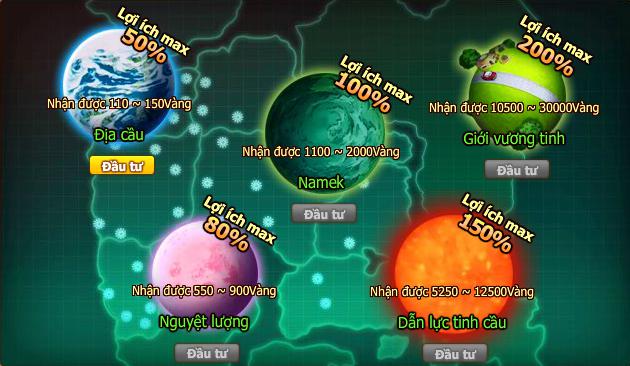 Lợi ích max
50%
Nhận được 110 ~ 150Vàng
Địa cầu
Đầu tư
Lợi ích max
100%
Nhận được 1100 ~ 2000Vàng
Namek
Đầu tư
Lợi ích max
200%
Nhận được 10500 ~ 30000Vàng
Giới vương tinh
Đầu tư
Lợi ích max
80%
Nhận được 550 ~ 900Vàng
Nguyệt lượng
Đầu tư
Lợi ích max
150%
Nhận được 5250 ~ 12500Vàng
Dẫn lực tinh cầu
Đầu tư